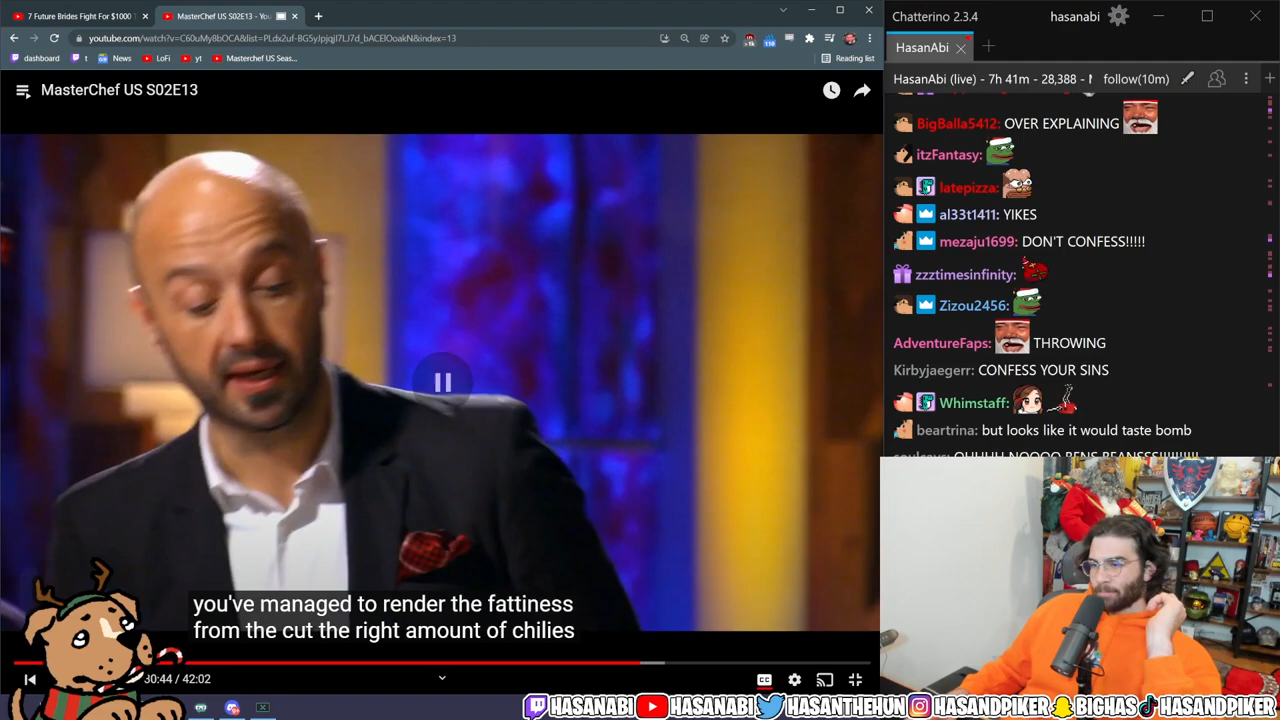 7 Future Brides Fight For $1000
MasterChef US S02E13 - You
youtube.com/watch?v=C60uMy8bOCA&list=PLdx2uf-BG5yJpjqjl7LJ7d_bACElOoakN&index=13
dashboard
t
News
LoFi
yt
Masterchef US Seas...
Reading list
MasterChef US S02E13
you've managed to render the fattiness
from the cut the right amount of chilies
30:44 / 42:02
Chatterino 2.3.4
hasanabi
HasanAbi
HasanAbi (live) - 7h 41m - 28,388 -
follow(10m)
BigBalla5412: OVER EXPLAINING
itzFantasy:
latepizza:
al33t1411: YIKES
mezaju1699: DON'T CONFESS!!!!!
zzztimesinfinity:
Zizou2456:
AdventureFaps: THROWING
Kirbyjaegerr: CONFESS YOUR SINS
Whimstaff:
beartrina: but looks like it would taste bomb
HASANABI
HASANABI
HASANTHEHUN
HASANDPIKER
BIGHAS
HASANDPIKER